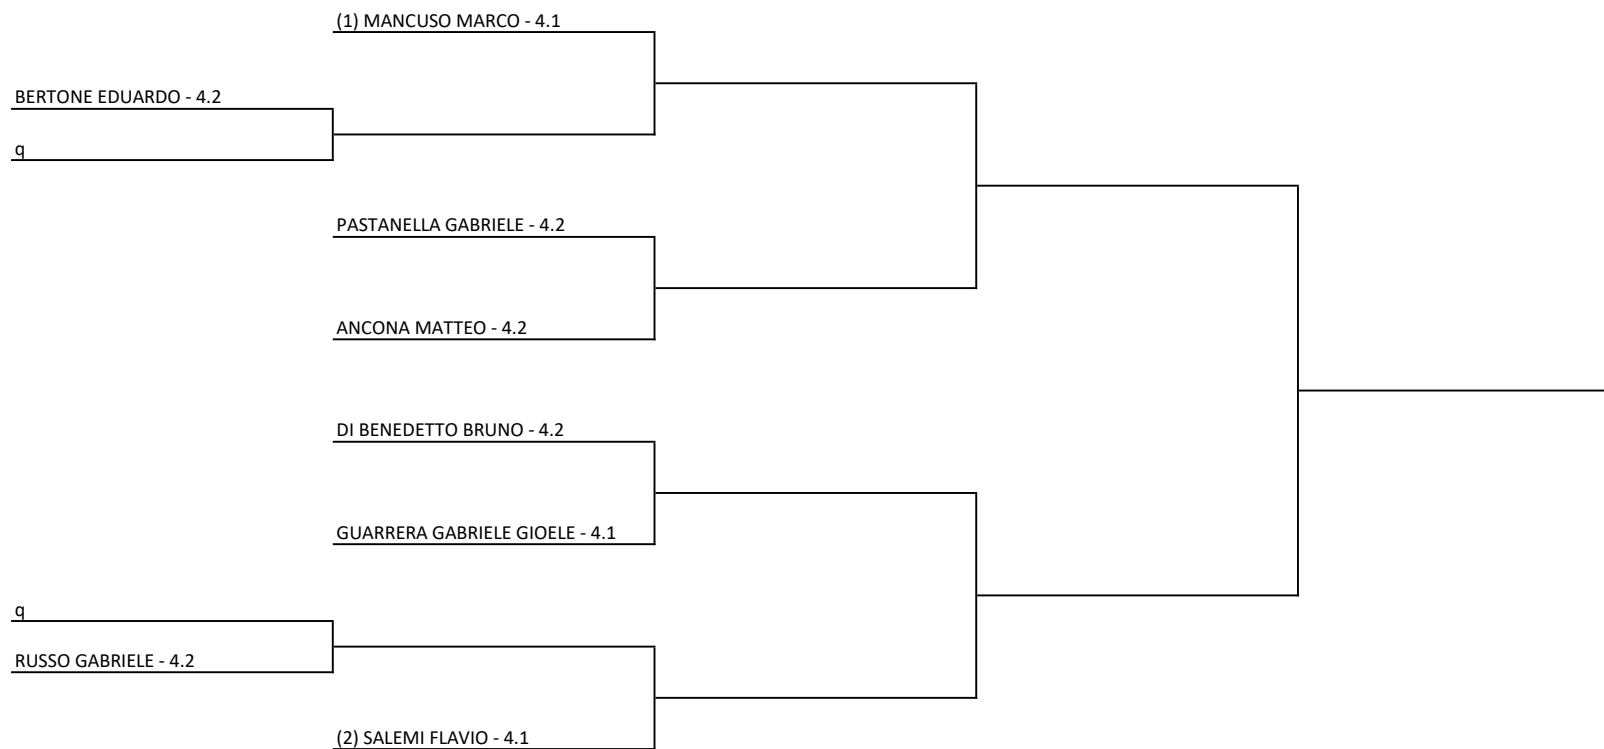 (1) MANCUSO MARCO - 4.1
BERTONE EDUARDO - 4.2
q
PASTANELLA GABRIELE - 4.2
ANCONA MATTEO - 4.2
DI BENEDETTO BRUNO - 4.2
GUARRERA GABRIELE GIOELE - 4.1
q
RUSSO GABRIELE - 4.2
(2) SALEMI FLAVIO - 4.1